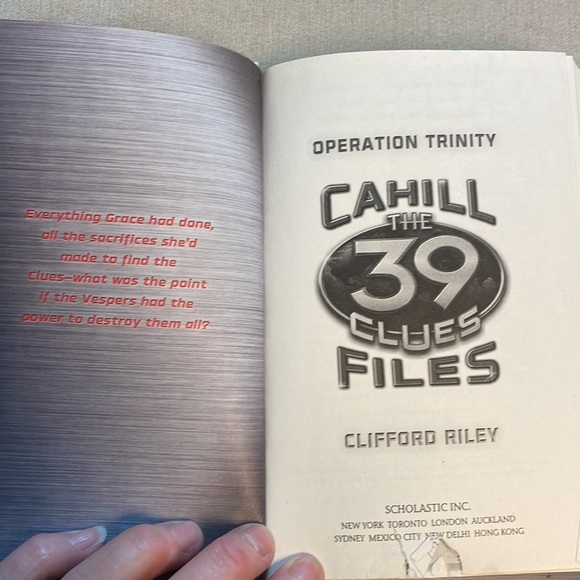 Everything Grace had done,
all the sacrifices she'd
made to find the
Clues—what was the point
if the Vespers had the
power to destroy them all?
OPERATION TRINITY
CAHILL
THE
39
CLUES
FILES
CLIFFORD RILEY
SCHOLASTIC INC.
NEW YORK TORONTO LONDON AUCKLAND
SYDNEY MEXICO CITY NEW DELHI HONG KONG